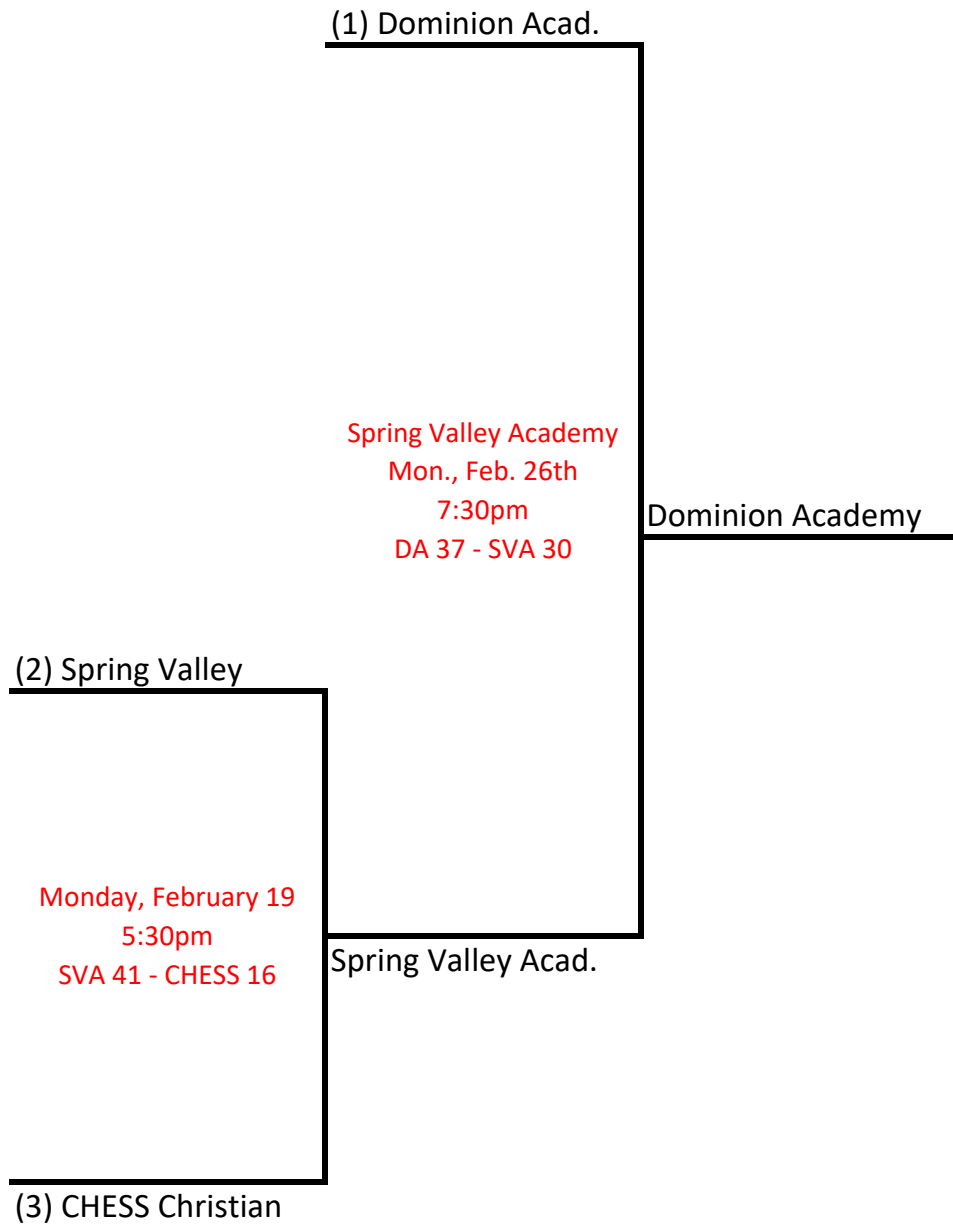 (1) Dominion Acad.
Spring Valley Academy
Mon., Feb. 26th
7:30pm
DA 37 - SVA 30
Dominion Academy
(2) Spring Valley
Monday, February 19
5:30pm
SVA 41 - CHESS 16
Spring Valley Acad.
(3) CHESS Christian